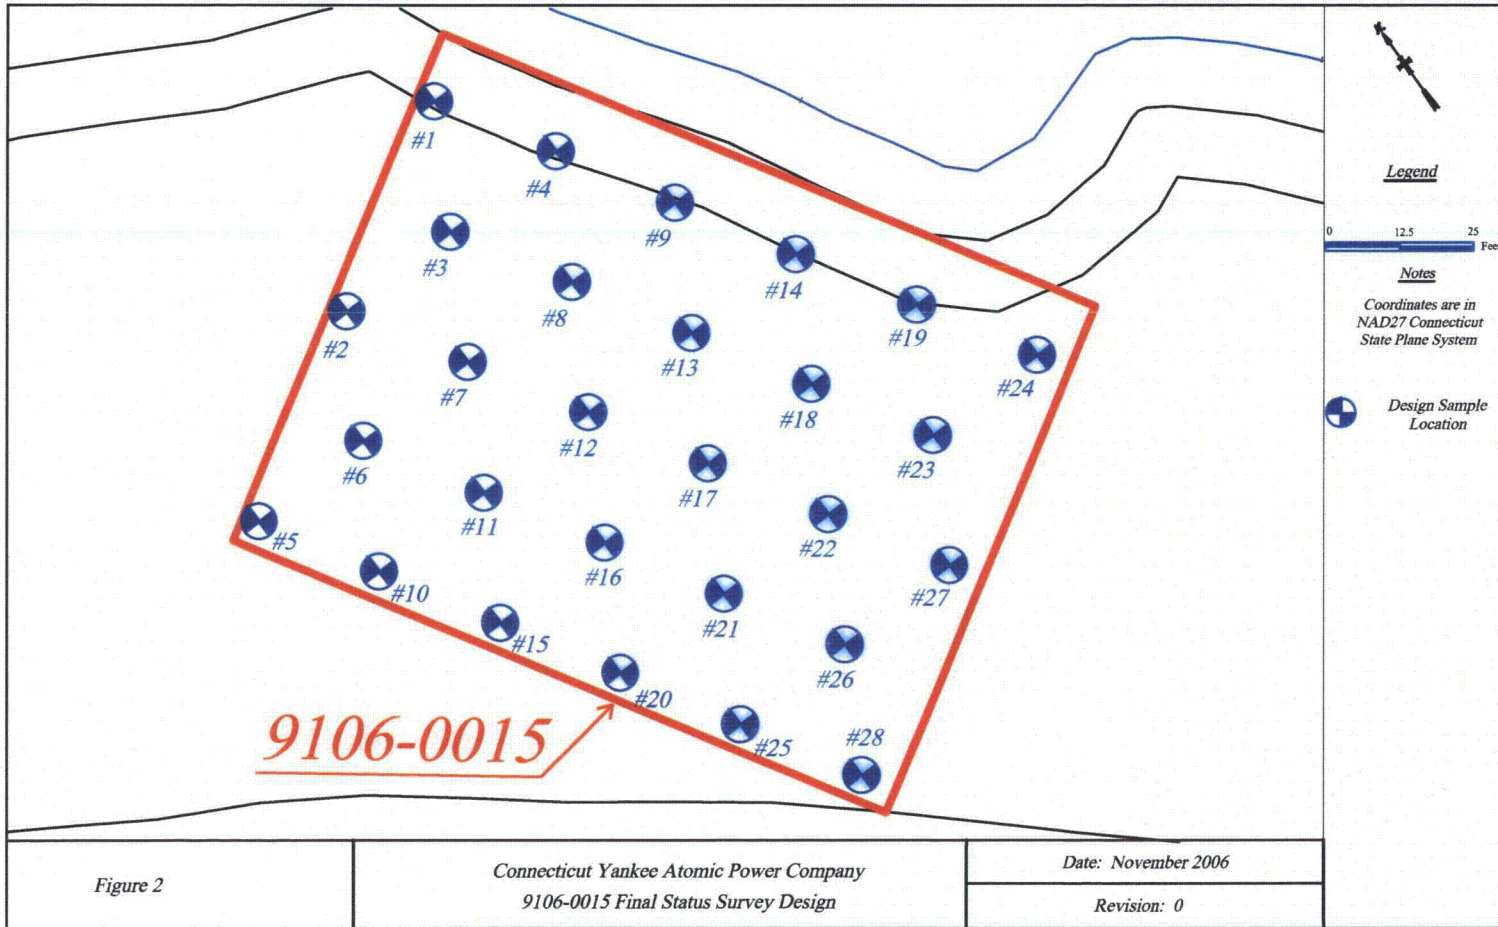 #1
#4
#9
#3
#14
#8
#2
#19
#13
#7
#24
#18
#12
#6
#23
#17
#11
#5
#22
#16
#10
#27
#21
#15
#26
#20
#28
#25
9106-0015
Legend
0 12.5 25
Fee
Notes
Coordinates are in
NAD27 Connecticut
State Plane System
Design Sample
Location
Figure 2
Connecticut Yankee Atomic Power Company
9106-0015 Final Status Survey Design
Date: November 2006
Revision: 0